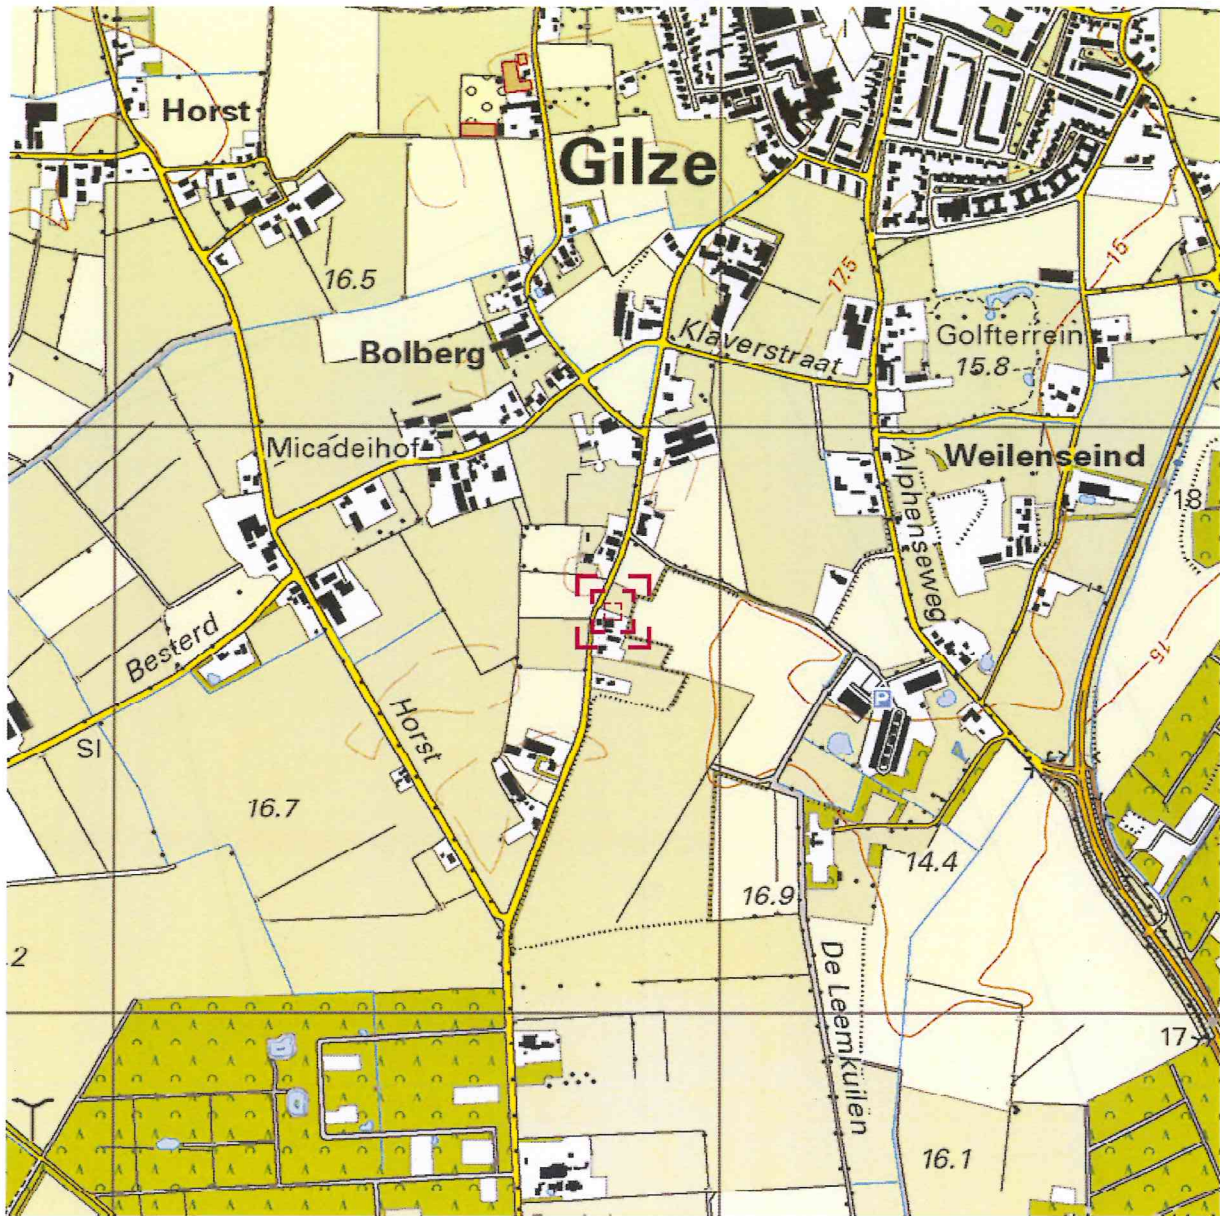 Horst
Gilze
15
17.5
16.5
Klaverstraat
Golfterrein
15.8
Bolberg
Micadeihof
Weilenseind
Alphenseweg
18
Besterd
15
P
Horst
SI
16.7
14.4
16.9
2
De Leemkuilen
17
16.1